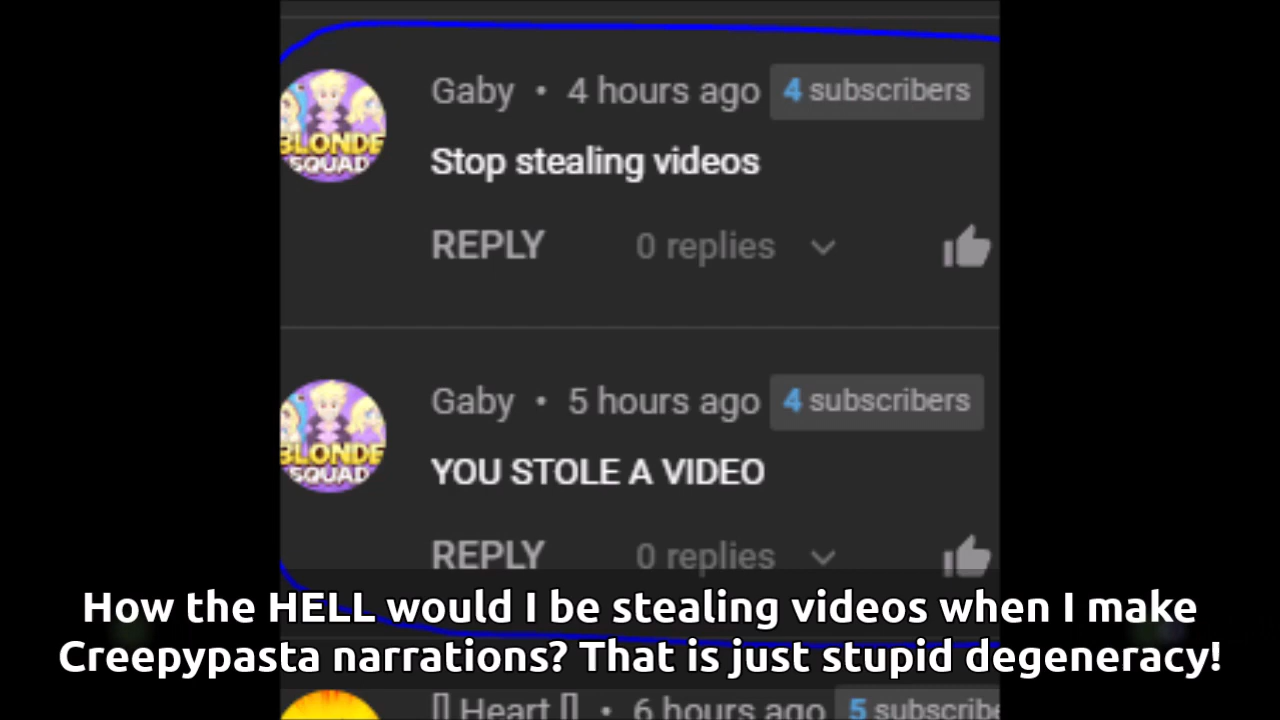 Gaby • 4 hours ago 4 subscribers
BLONDE
SQUAD
Stop stealing videos
REPLY 0 replies
Gaby • 5 hours ago 4 subscribers
BLONDE
SQUAD
YOU STOLE A VIDEO
REPLY 0 replies
How the HELL would I be stealing videos when I make
Creepypasta narrations? That is just stupid degeneracy!
Heart • 6 hours ago 5